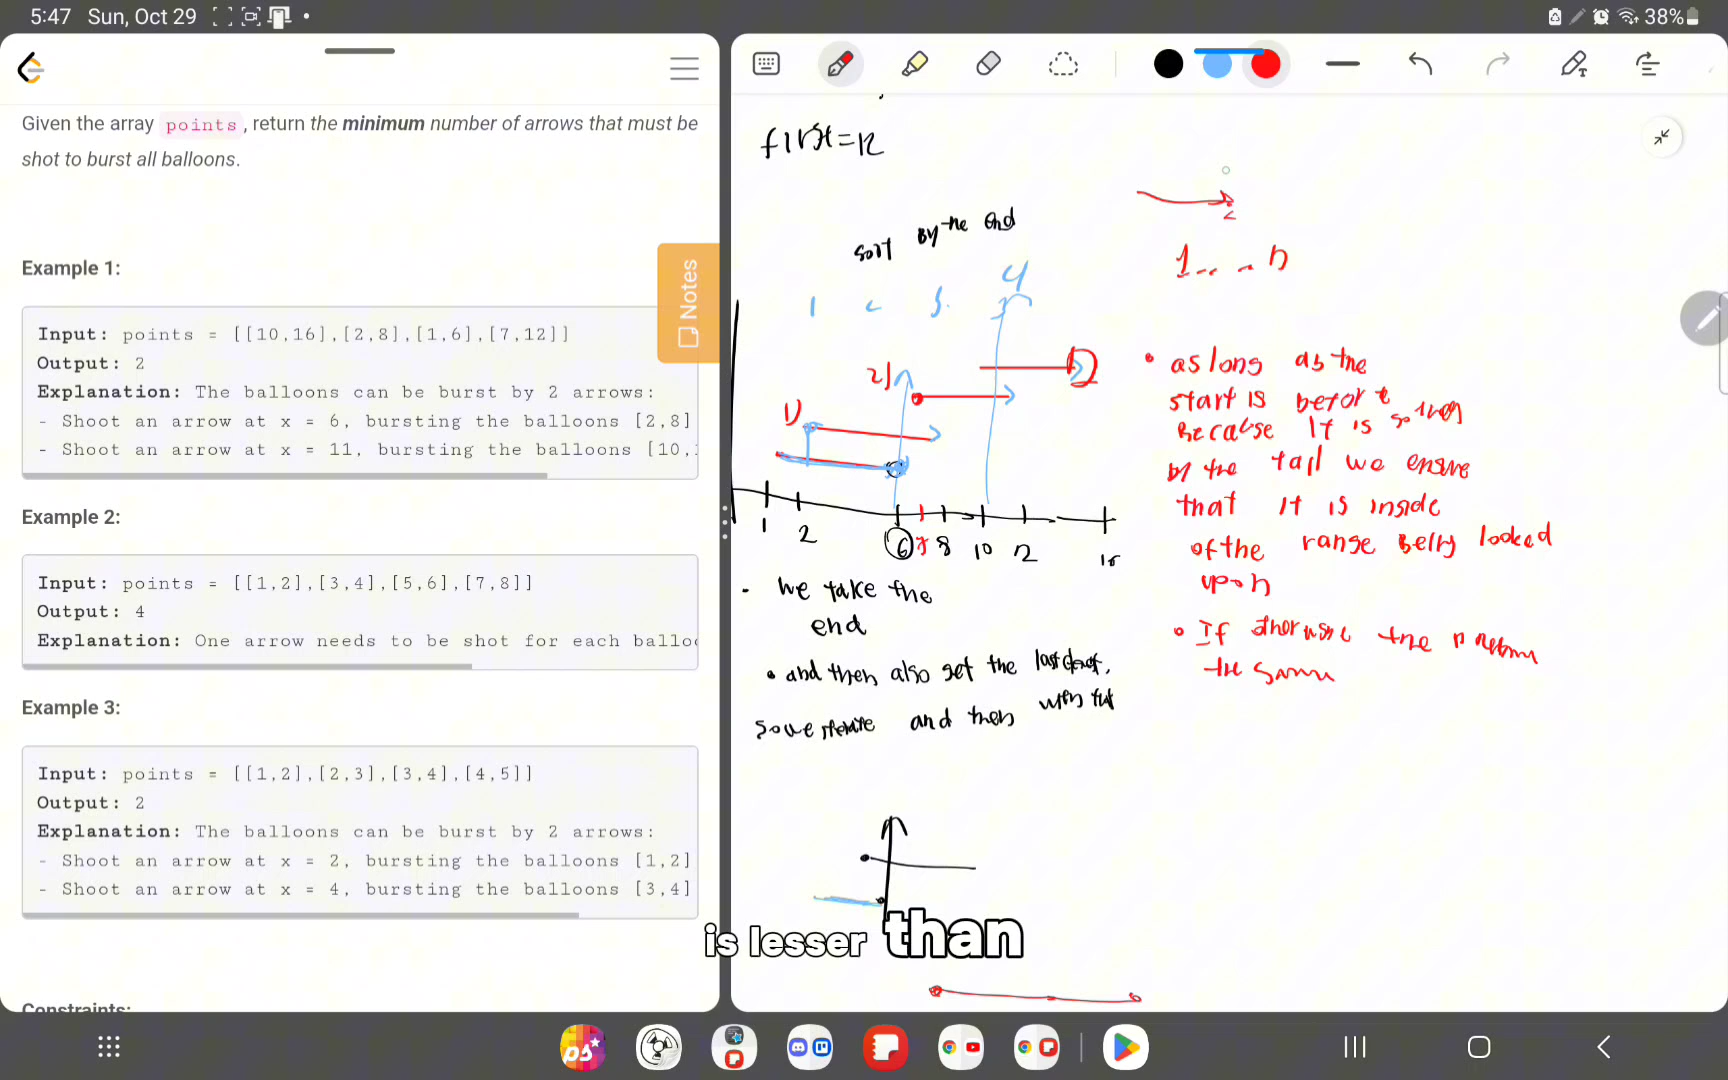 5:47 Sun, Oct 29
38%
Given the array points, return the minimum number of arrows that must be
shot to burst all balloons.
Example 1:
Input: points = [[10,16],[2,8],[1,6],[7,12]]
Output: 2
Explanation: The balloons can be burst by 2 arrows:
- Shoot an arrow at x = 6, bursting the balloons [2,8]
- Shoot an arrow at x = 11, bursting the balloons [10,
Notes
Example 2:
Input: points = [[1,2],[3,4],[5,6],[7,8]]
Output: 4
Explanation: One arrow needs to be shot for each balloo
Example 3:
Input: points = [[1,2],[2,3],[3,4],[4,5]]
Output: 2
Explanation: The balloons can be burst by 2 arrows:
- Shoot an arrow at x = 2, bursting the balloons [1,2]
- Shoot an arrow at x = 4, bursting the balloons [3,4]
Constraints:
first=12
sort by the end
4
1)
2)
1 2 6 7 8 10 12
- we take the
end
• and then also set the
and then
1... n
• as long as the
start is before
because it is
by the tail we ensure
that it is inside
of the range being looked
upon
• If the
the same
is lesser than
ps